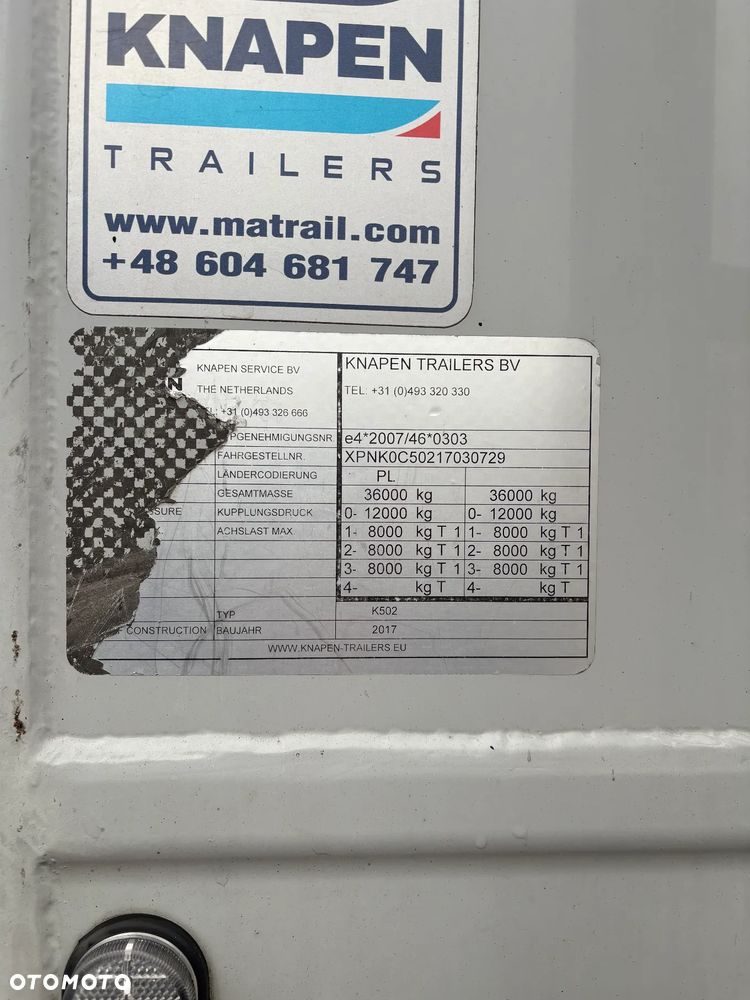 KNAPEN
TRAILERS
www.matrail.com
+48 604 681 747
KNAPEN SERVICE BV KNAPEN TRAILERS BV
THE NETHERLANDS TEL: +31 (0)493 320 330
+31 (0)493 326 666
PGENEHMIGUNGSNR. e4*2007/46*0303
FAHRGESTELLNR. XPNK0C50217030729
LÄNDERCODIERUNG PL
GESAMTMASSE 36000 kg 36000 kg
SURE KUPPLUNGSDRUCK 0- 12000 kg 0- 12000 kg
ACHSLAST MAX. 1- 8000 kg T 1 1- 8000 kg T 1
2- 8000 kg T 1 2- 8000 kg T 1
3- 8000 kg T 1 3- 8000 kg T 1
4- kg T 4- kg T
TYP K502
F CONSTRUCTION BAUJAHR 2017
WWW.KNAPEN-TRAILERS.EU
OTOMOTO